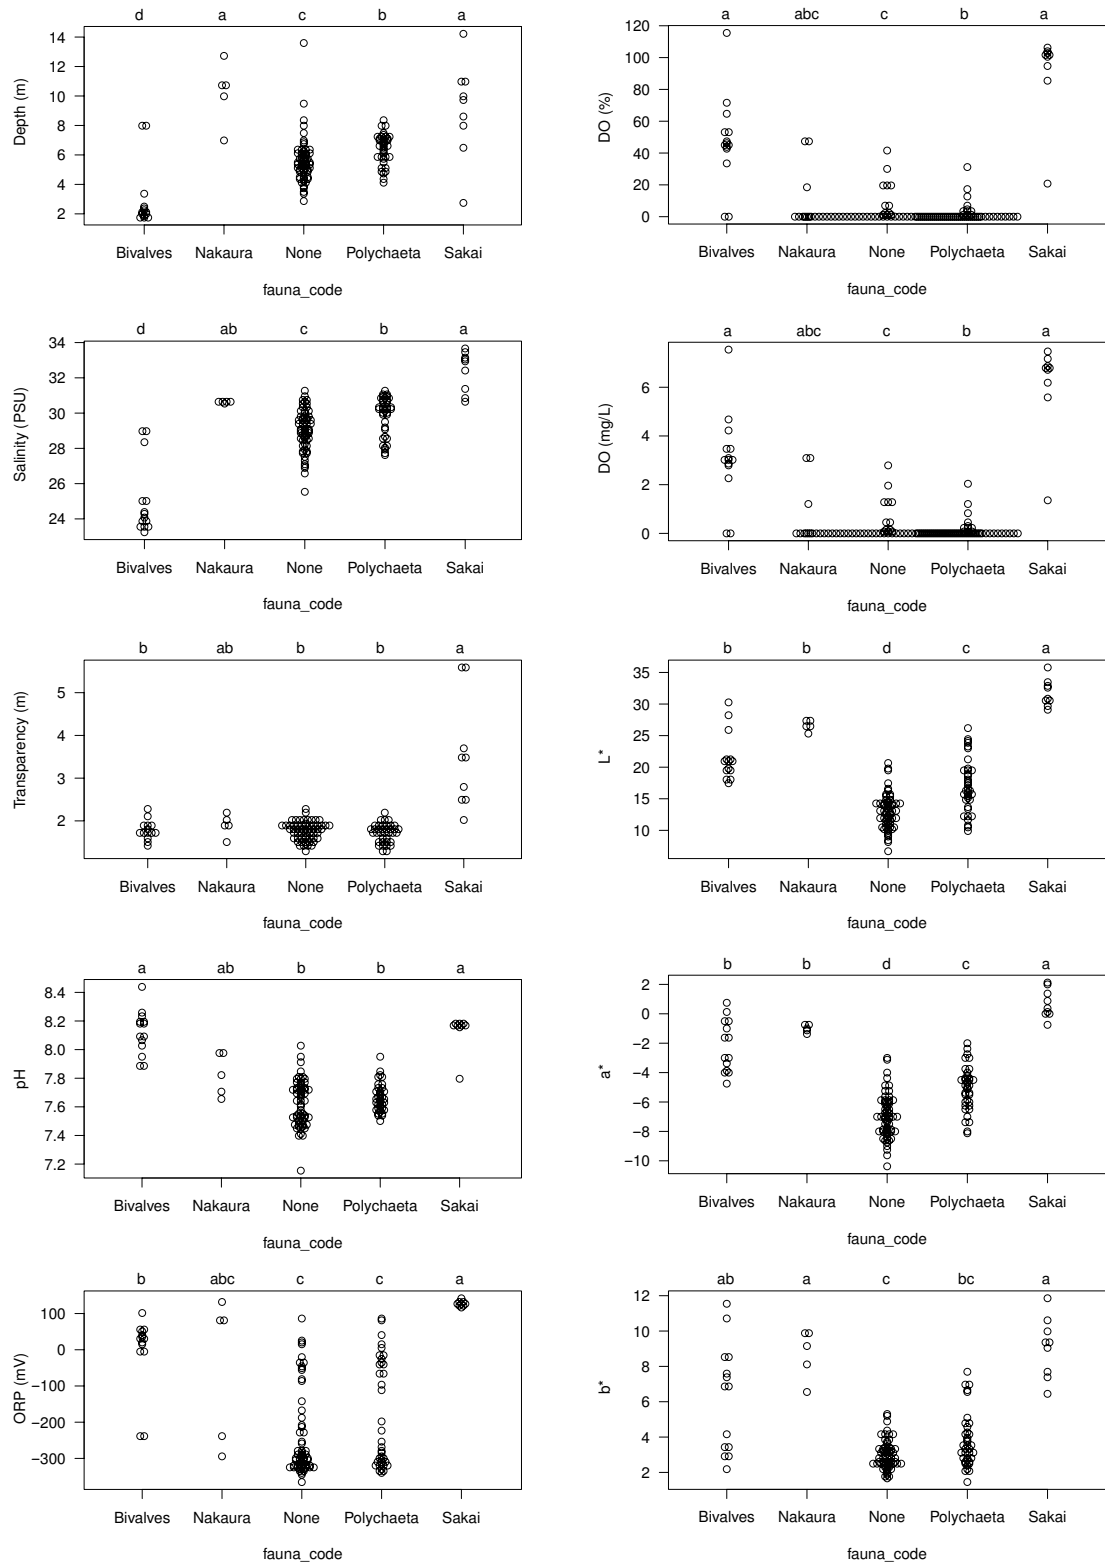 d a c b a
Depth (m)
14
12
10
8
6
4
2
Bivalves Nakaura None Polychaeta Sakai
fauna_code
a abc c b a
DO (%)
120
100
80
60
40
20
0
Bivalves Nakaura None Polychaeta Sakai
fauna_code
d ab c b a
Salinity (PSU)
34
32
30
28
26
24
Bivalves Nakaura None Polychaeta Sakai
fauna_code
a abc c b a
DO (mg/L)
6
4
2
0
Bivalves Nakaura None Polychaeta Sakai
fauna_code
b ab b b a
Transparency (m)
5
4
3
2
Bivalves Nakaura None Polychaeta Sakai
fauna_code
b b d c a
L*
35
30
25
20
15
10
Bivalves Nakaura None Polychaeta Sakai
fauna_code
a ab b b a
pH
8.4
8.2
8.0
7.8
7.6
7.4
7.2
Bivalves Nakaura None Polychaeta Sakai
fauna_code
b b d c a
a*
2
0
−2
−4
−6
−8
−10
Bivalves Nakaura None Polychaeta Sakai
fauna_code
b abc c c a
ORP (mV)
100
0
−100
−200
−300
Bivalves Nakaura None Polychaeta Sakai
fauna_code
ab a c bc a
b*
12
10
8
6
4
2
Bivalves Nakaura None Polychaeta Sakai
fauna_code